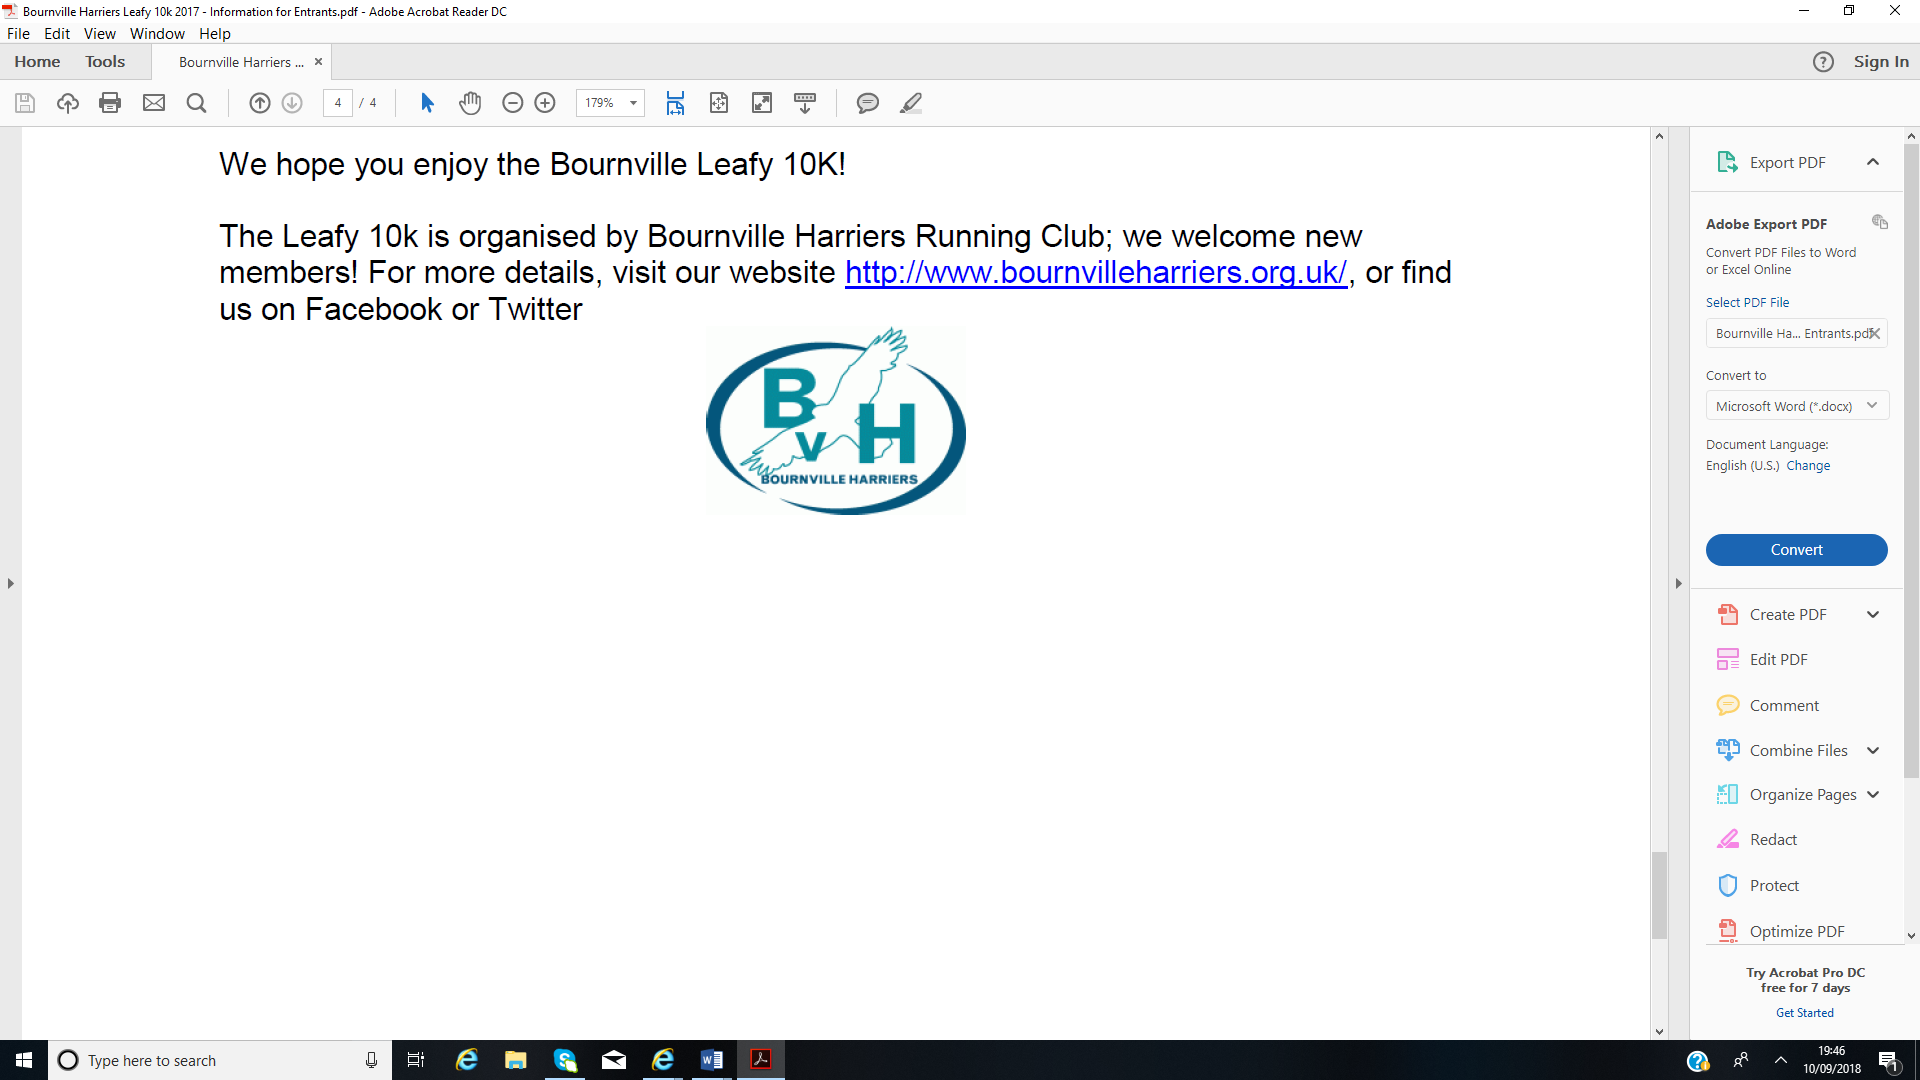 Bournville Harriers Leafy 10k 2017 - Information for Entrants.pdf - Adobe Acrobat Reader DC
File Edit View Window Help
Home Tools Bournville Harriers ... × ? Sign In
4 / 4 179%
We hope you enjoy the Bournville Leafy 10K!
The Leafy 10k is organised by Bournville Harriers Running Club; we welcome new
members! For more details, visit our website http://www.bournvilleharriers.org.uk/, or find
us on Facebook or Twitter
B
v H
BOURNVILLE HARRIERS
Export PDF
Adobe Export PDF
Convert PDF Files to Word
or Excel Online
Select PDF File
Bournville Ha... Entrants.pdf
Convert to
Microsoft Word (*.docx)
Document Language:
English (U.S.) Change
Convert
Create PDF
Edit PDF
Comment
Combine Files
Organize Pages
Redact
Protect
Optimize PDF
Try Acrobat Pro DC
free for 7 days
Get Started
Type here to search
19:46
10/09/2018
1